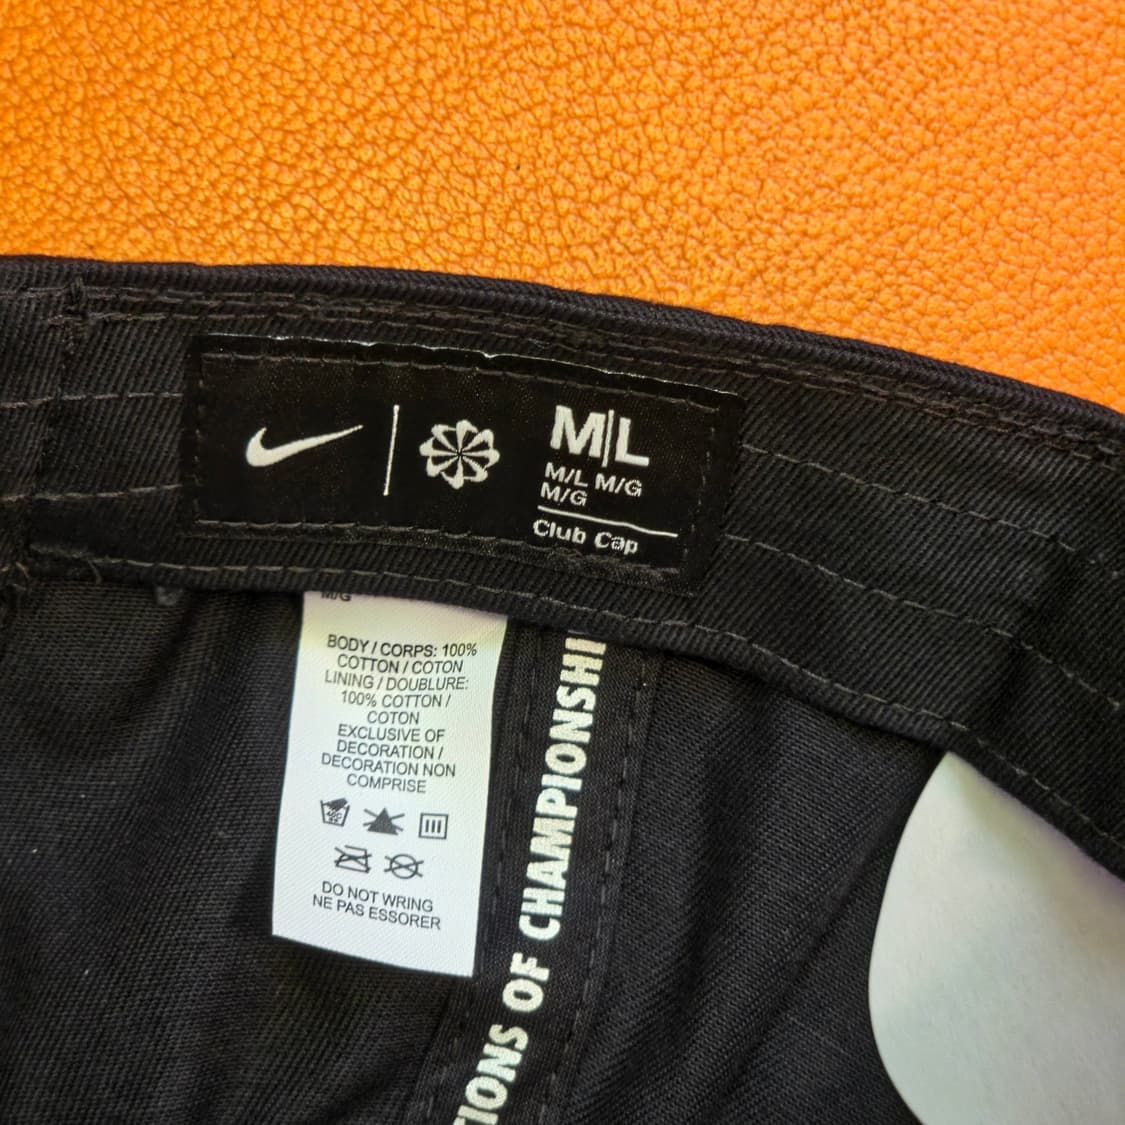 M|L
M/L M/G
M/G
Club Cap
M/G
BODY / CORPS: 100%
COTTON / COTON
LINING / DOUBLURE:
100% COTTON /
COTON
EXCLUSIVE OF
DECORATION /
DECORATION NON
COMPRISE
DO NOT WRING
NE PAS ESSORER
TIONS OF CHAMPIONSHI